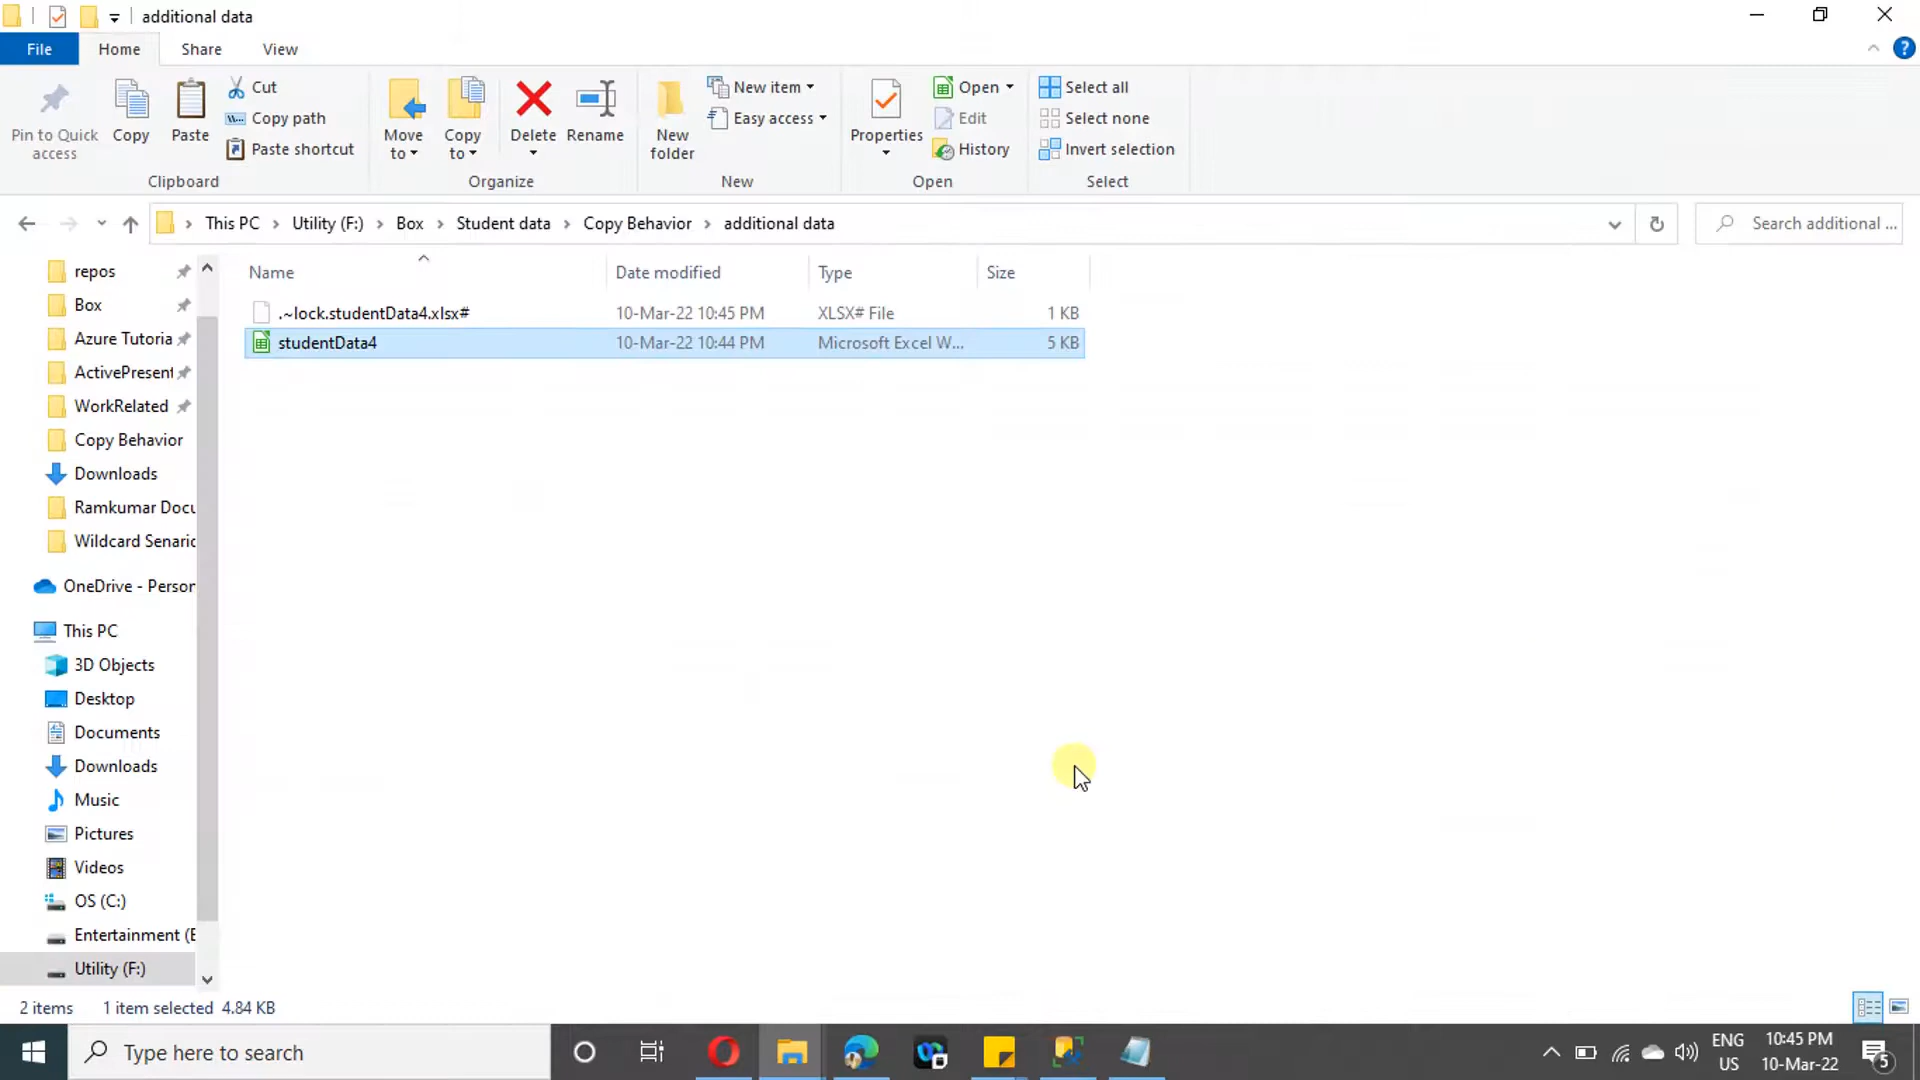 additional data
File Home Share View
Pin to Quick access
Copy
Paste
Cut
Copy path
Paste shortcut
Clipboard
Move to
Copy to
Delete
Rename
Organize
New folder
New item
Easy access
New
Properties
Open
Edit
History
Open
Select all
Select none
Invert selection
Select
This PC > Utility (F:) > Box > Student data > Copy Behavior > additional data
Search additional ...
Name Date modified Type Size
.~lock.studentData4.xlsx# 10-Mar-22 10:45 PM XLSX# File 1 KB
studentData4 10-Mar-22 10:44 PM Microsoft Excel W... 5 KB
repos
Box
Azure Tutoria
ActivePresent
WorkRelated
Copy Behavior
Downloads
Ramkumar Docu
Wildcard Senaric
OneDrive - Person
This PC
3D Objects
Desktop
Documents
Downloads
Music
Pictures
Videos
OS (C:)
Entertainment (E
Utility (F:)
2 items 1 item selected 4.84 KB
Type here to search
ENG
US
10:45 PM
10-Mar-22
5